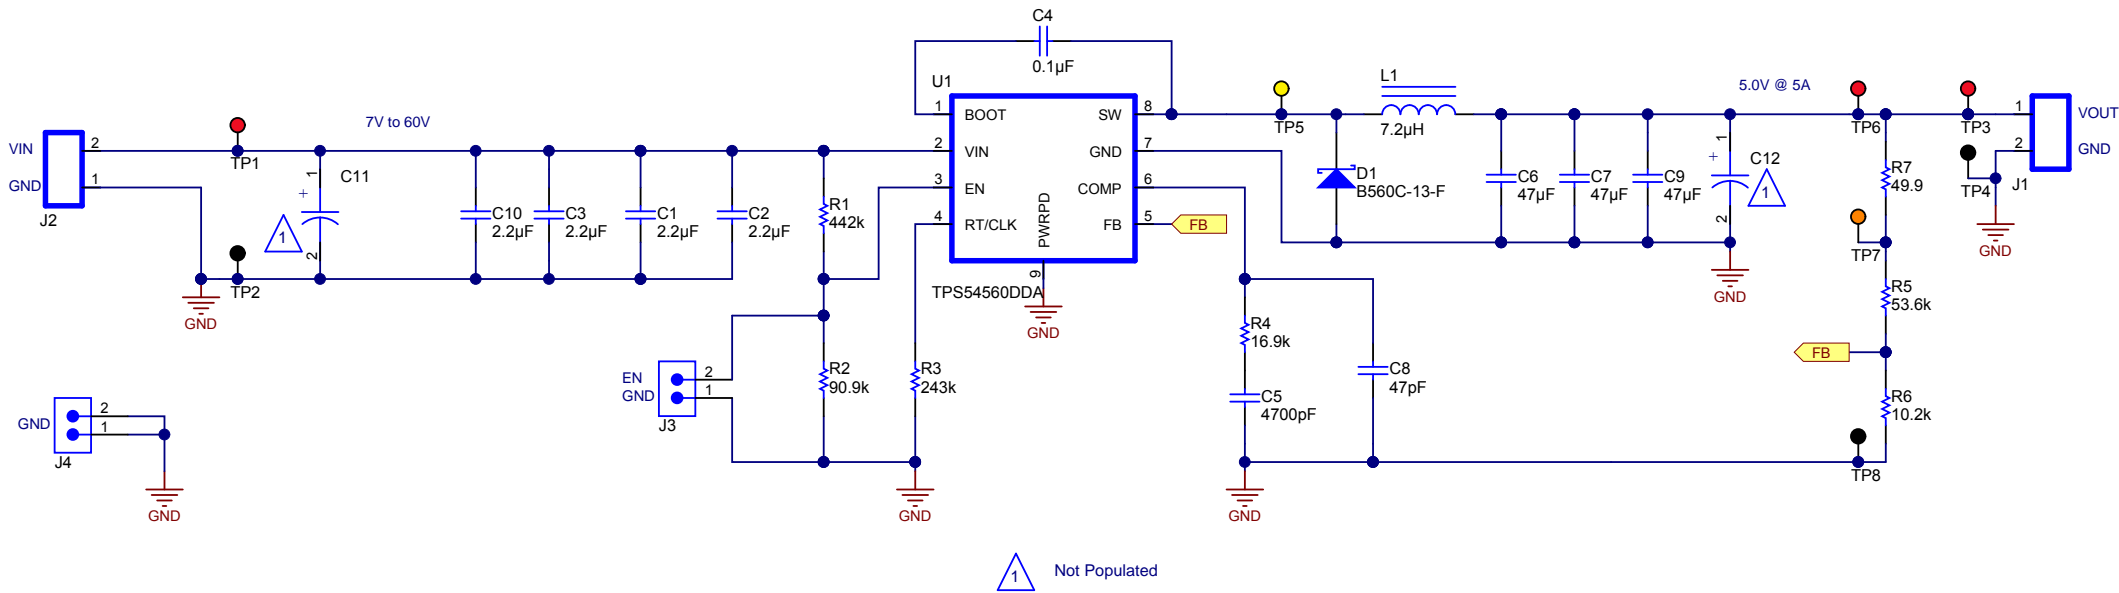 C4
0.1µF
U1
1
BOOT
SW
8
2
VIN
GND
7
3
EN
COMP
6
4
RT/CLK
FB
5
PWRPD
9
TPS54560DDA
GND
FB
7V to 60V
VIN
2
GND
1
J2
TP1
TP2
GND
1
+
C11
1
2
C10
2.2µF
C3
2.2µF
C1
2.2µF
C2
2.2µF
R1
442k
R2
90.9k
R3
243k
EN
GND
2
1
J3
GND
GND
2
1
J4
GND
TP5
L1
7.2µH
D1
B560C-13-F
C6
47µF
C7
47µF
C9
47µF
1
+
C12
1
2
GND
5.0V @ 5A
TP6
TP3
1
VOUT
2
GND
J1
TP4
GND
R7
49.9
TP7
R5
53.6k
FB
R6
10.2k
TP8
R4
16.9k
C5
4700pF
C8
47pF
GND
1
Not Populated